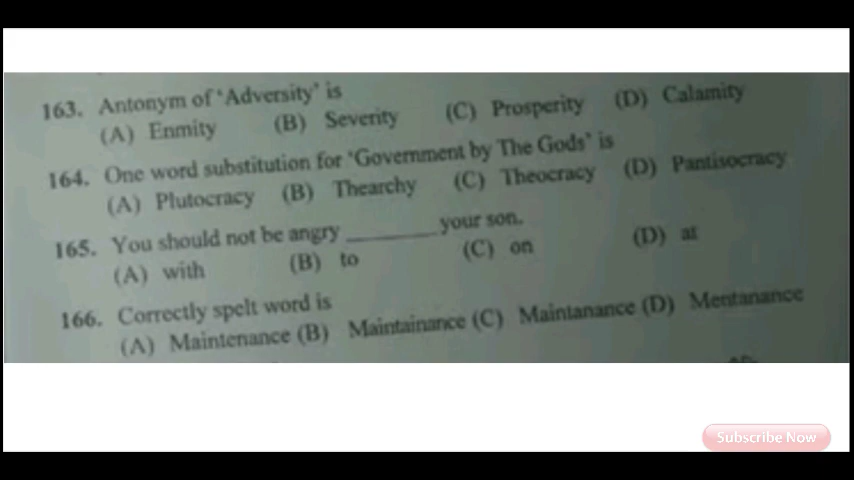 163. Antonym of 'Adversity' is
(A) Enmity (B) Severity (C) Prosperity (D) Calamity
164. One word substitution for 'Government by The Gods' is
(A) Plutocracy (B) Thearchy (C) Theocracy (D) Pantisocracy
165. You should not be angry ________ your son.
(A) with (B) to (C) on (D) at
166. Correctly spelt word is
(A) Maintenance (B) Maintainance (C) Maintanance (D) Mentanance
Subscribe Now